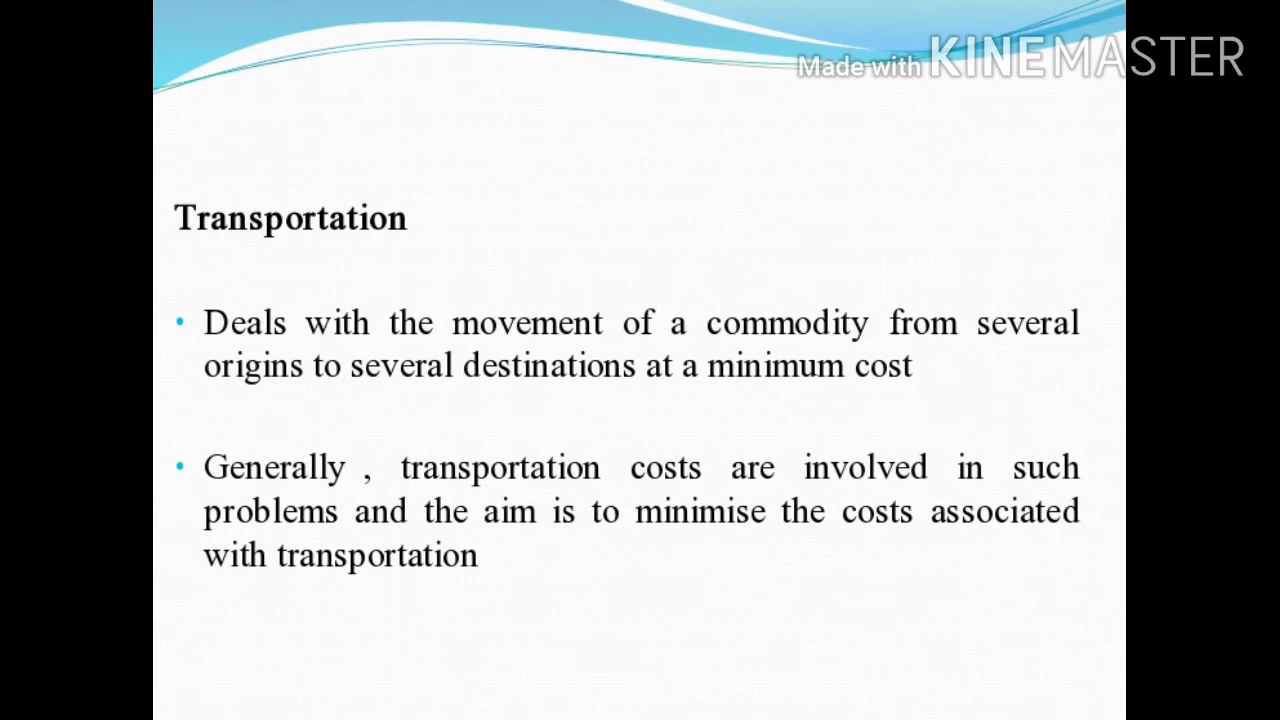 Made with KINEMASTER
Transportation
• Deals with the movement of a commodity from several
origins to several destinations at a minimum cost
• Generally , transportation costs are involved in such
problems and the aim is to minimise the costs associated
with transportation